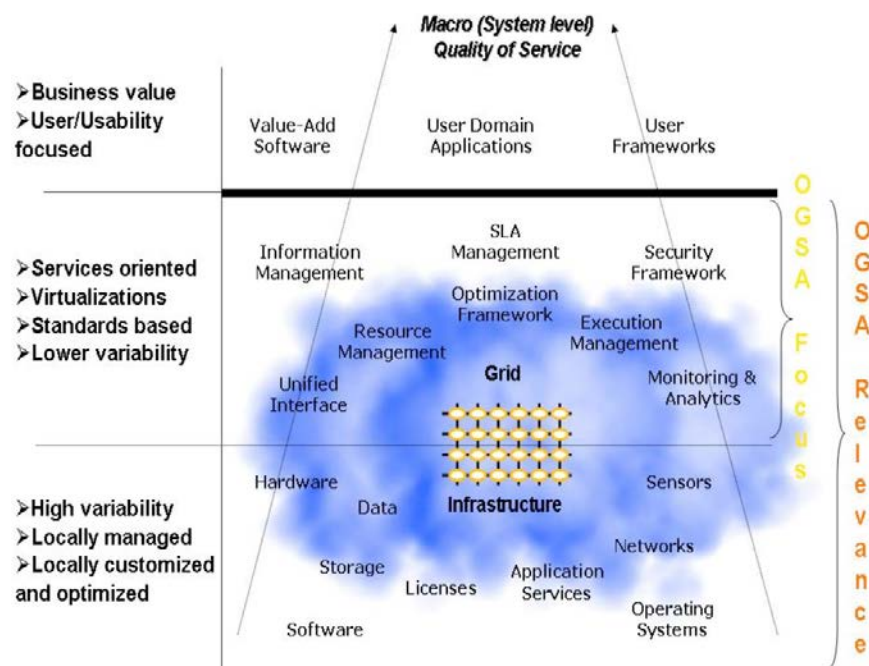 Macro (System level)
Quality of Service
➢Business value
➢User/Usability
focused
Value-Add
Software
User Domain
Applications
User
Frameworks
➢Services oriented
➢Virtualizations
➢Standards based
➢Lower variability
Information
Management
SLA
Management
Security
Framework
Optimization
Framework
Resource
Management
Execution
Management
Unified
Interface
Grid
Monitoring &
Analytics
OGSA Focus
OGSA Relevance
➢High variability
➢Locally managed
➢Locally customized
and optimized
Hardware
Data
Infrastructure
Sensors
Storage
Licenses
Application
Services
Networks
Software
Operating
Systems